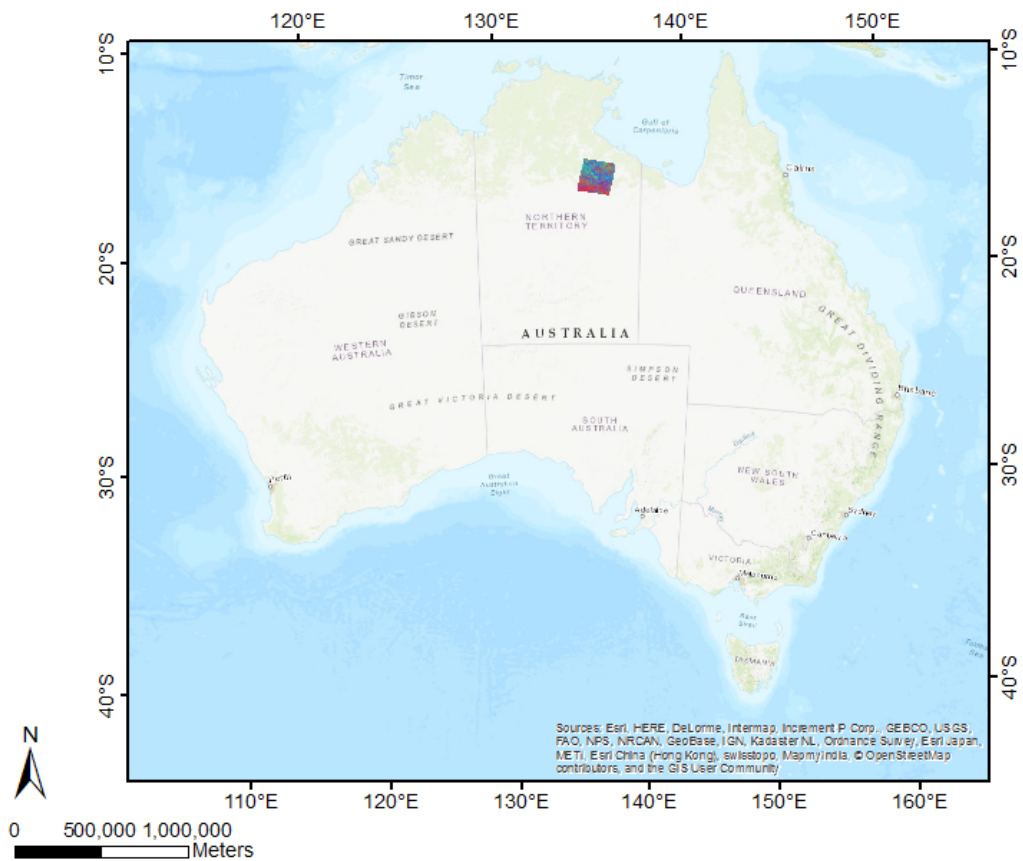 120°E 130°E 140°E 150°E
10°S
10°S
Timor
Sea
Gulf of
Carpentaria
Cairns
NORTHERN
TERRITORY
GREAT SANDY DESERT
20°S
20°S
QUEENSLAND
GIBSON
DESERT
GREAT DIVIDING RANGE
AUSTRALIA
WESTERN
AUSTRALIA
SIMPSON
DESERT
Brisbane
GREAT VICTORIA DESERT
SOUTH
AUSTRALIA
Darling
30°S
30°S
Perth
Great
Australian
Bight
NEW SOUTH
WALES
Adelaide
Murray
Sydney
Canberra
VICTORIA
Melbourne
Bass
Strait
TASMANIA
40°S
40°S
Sources: Esri, HERE, DeLorme, Intermap, increment P Corp., GEBCO, USGS,
FAO, NPS, NRCAN, GeoBase, IGN, Kadaster NL, Ordnance Survey, Esri Japan,
METI, Esri China (Hong Kong), swisstopo, MapmyIndia, © OpenStreetMap
contributors, and the GIS User Community
N
110°E 120°E 130°E 140°E 150°E 160°E
0 500,000 1,000,000
Meters